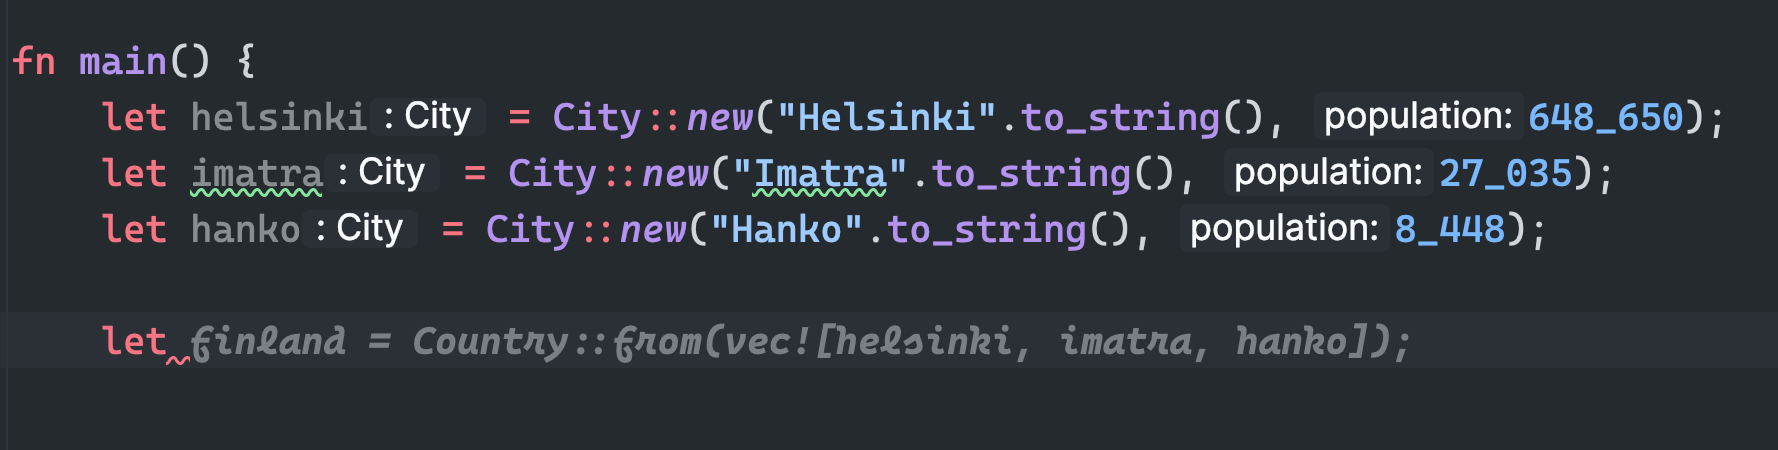 fn main() {
let helsinki : City = City::new("Helsinki".to_string(), population: 648_650);
let imatra : City = City::new("Imatra".to_string(), population: 27_035);
let hanko : City = City::new("Hanko".to_string(), population: 8_448);
let finland = Country::from(vec![helsinki, imatra, hanko]);